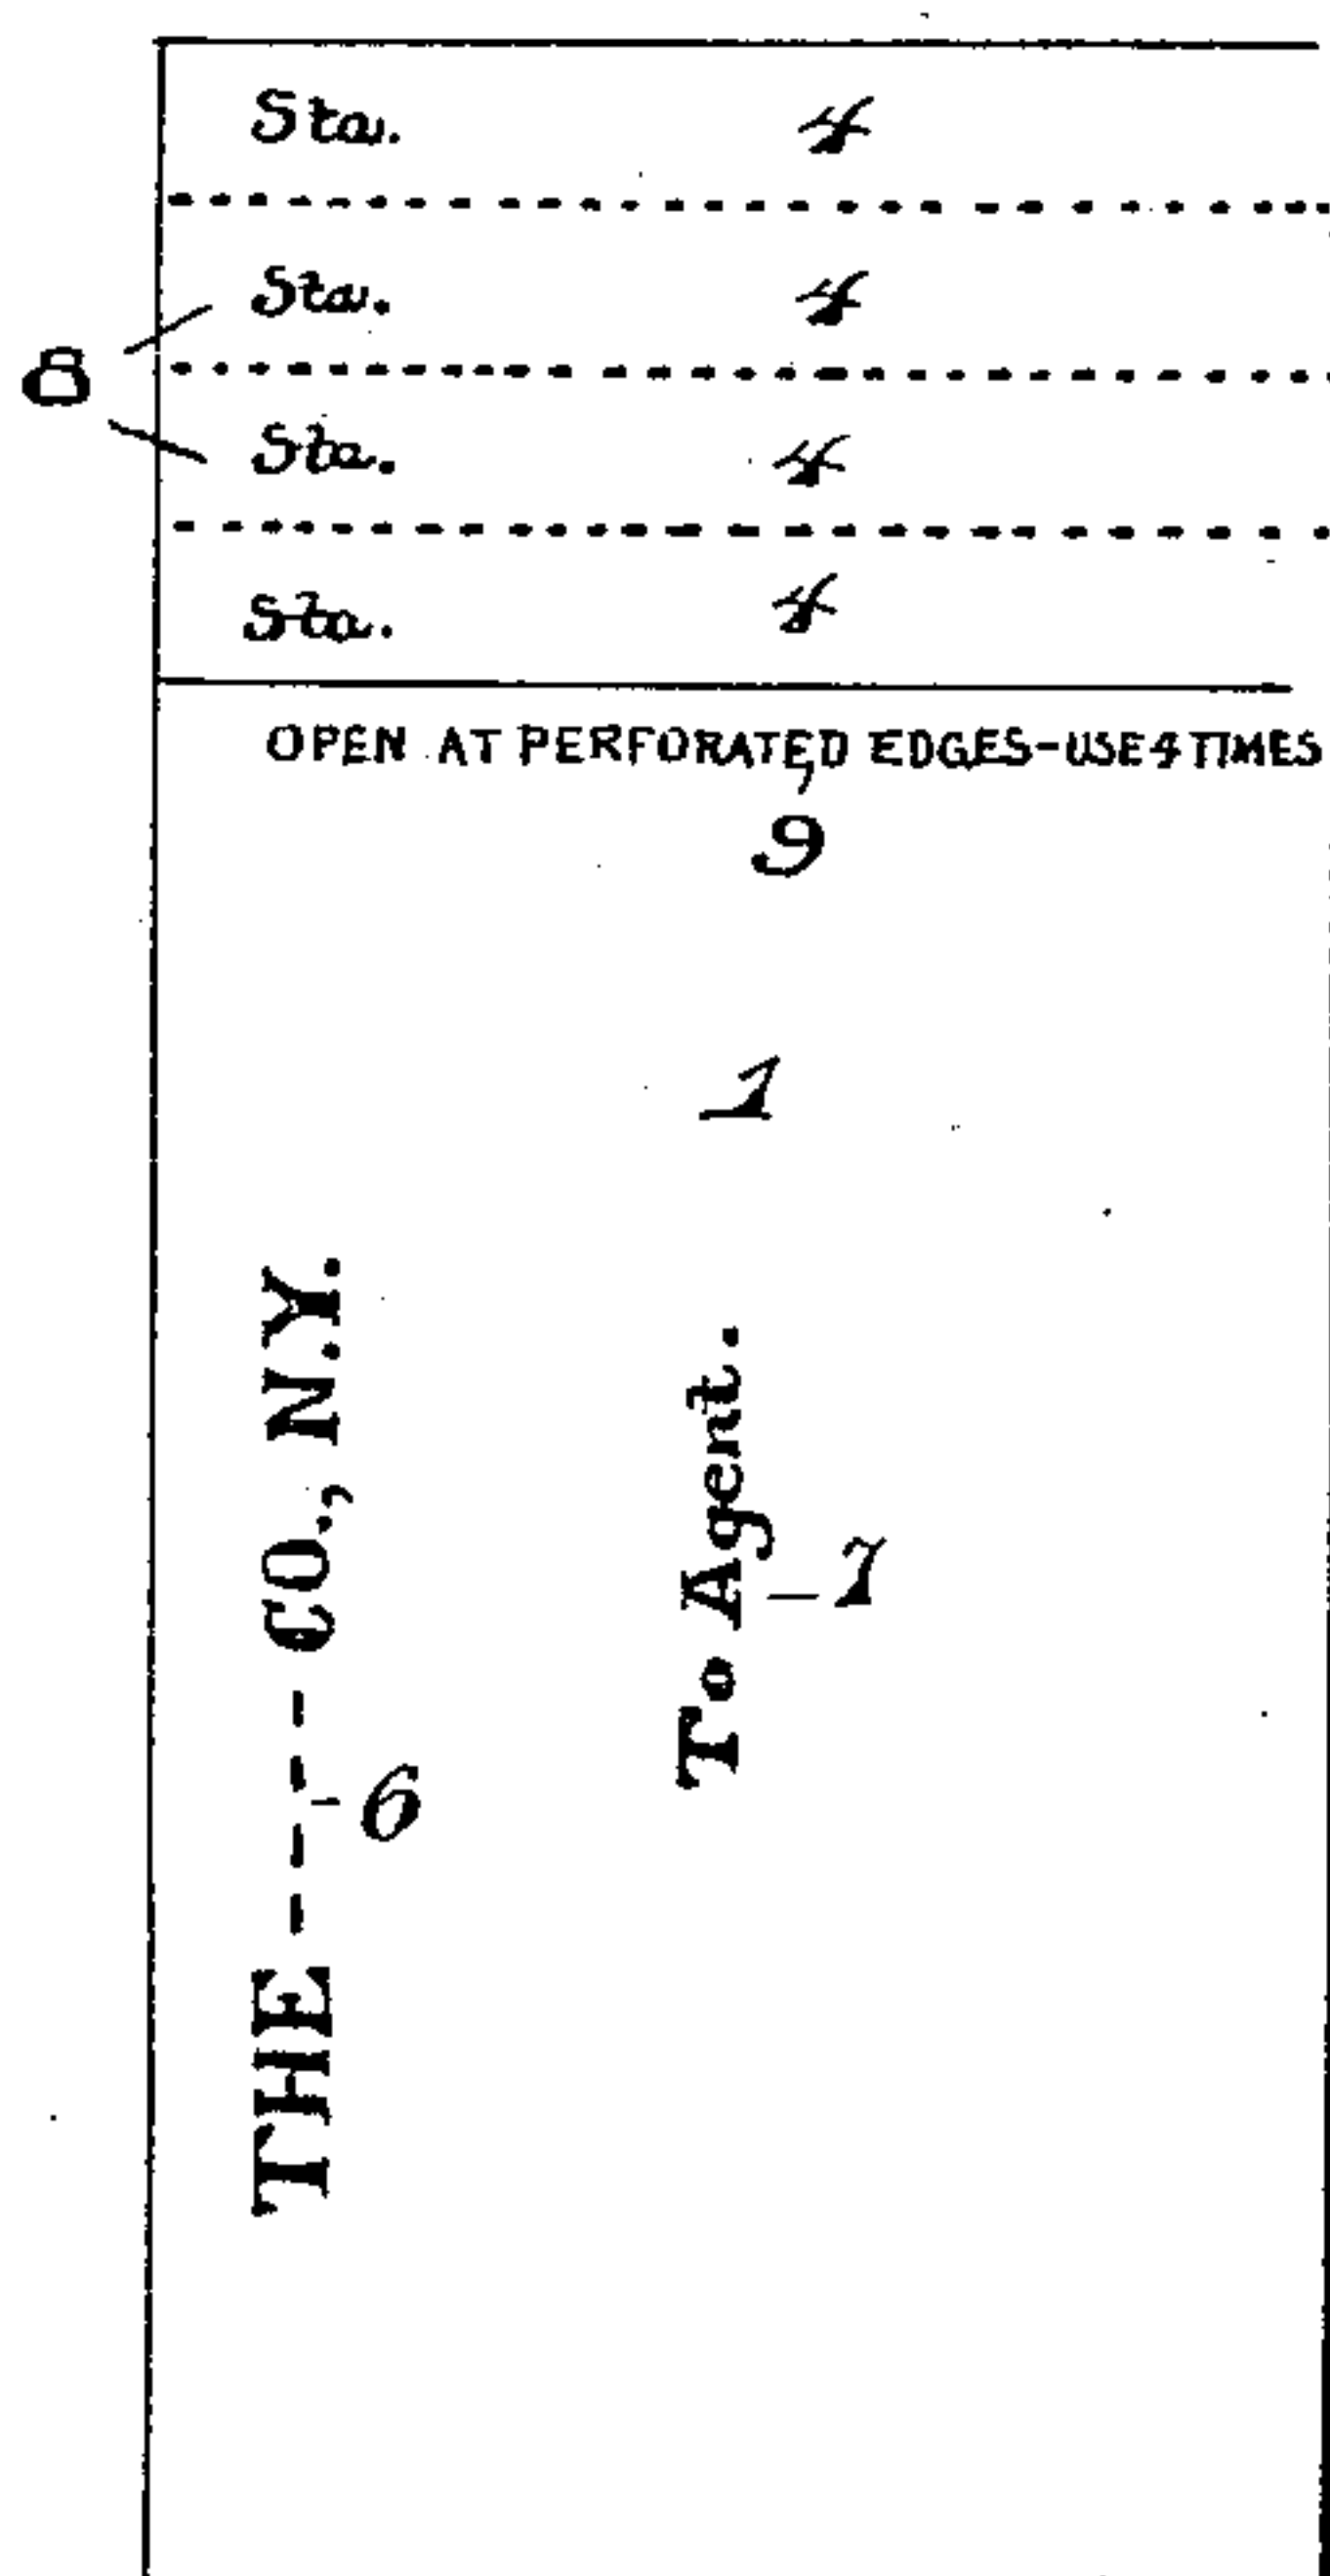 Sta. 4
Sta. 4
8
Sta. 4
Sta. 4
OPEN AT PERFORATED EDGES-USE 4 TIMES
9
1
THE - - - - CO., N.Y.
6
To Agent.
7